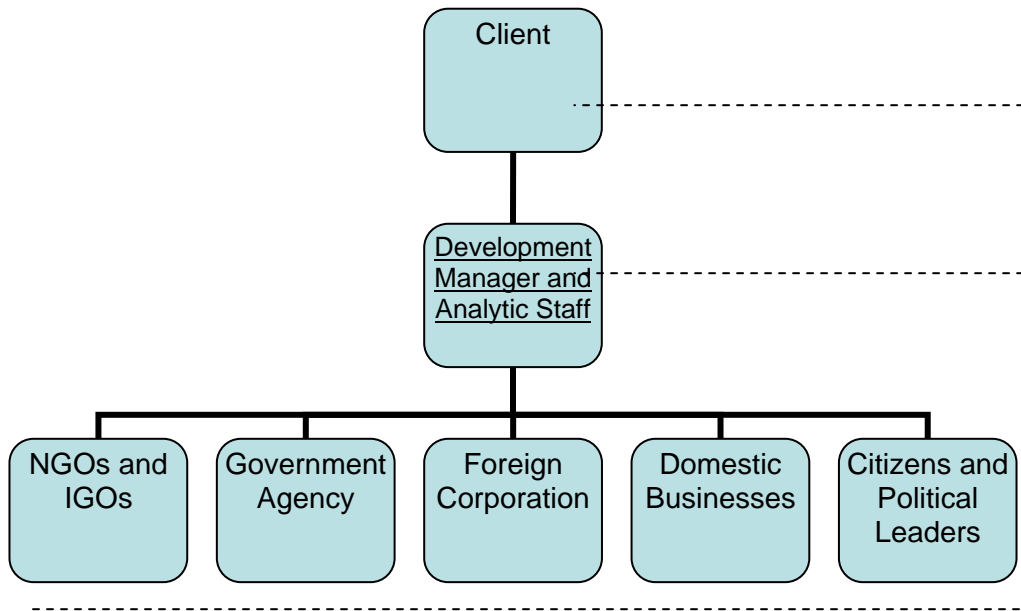 Client
Development
Manager and
Analytic Staff
NGOs and
IGOs
Government
Agency
Foreign
Corporation
Domestic
Businesses
Citizens and
Political
Leaders